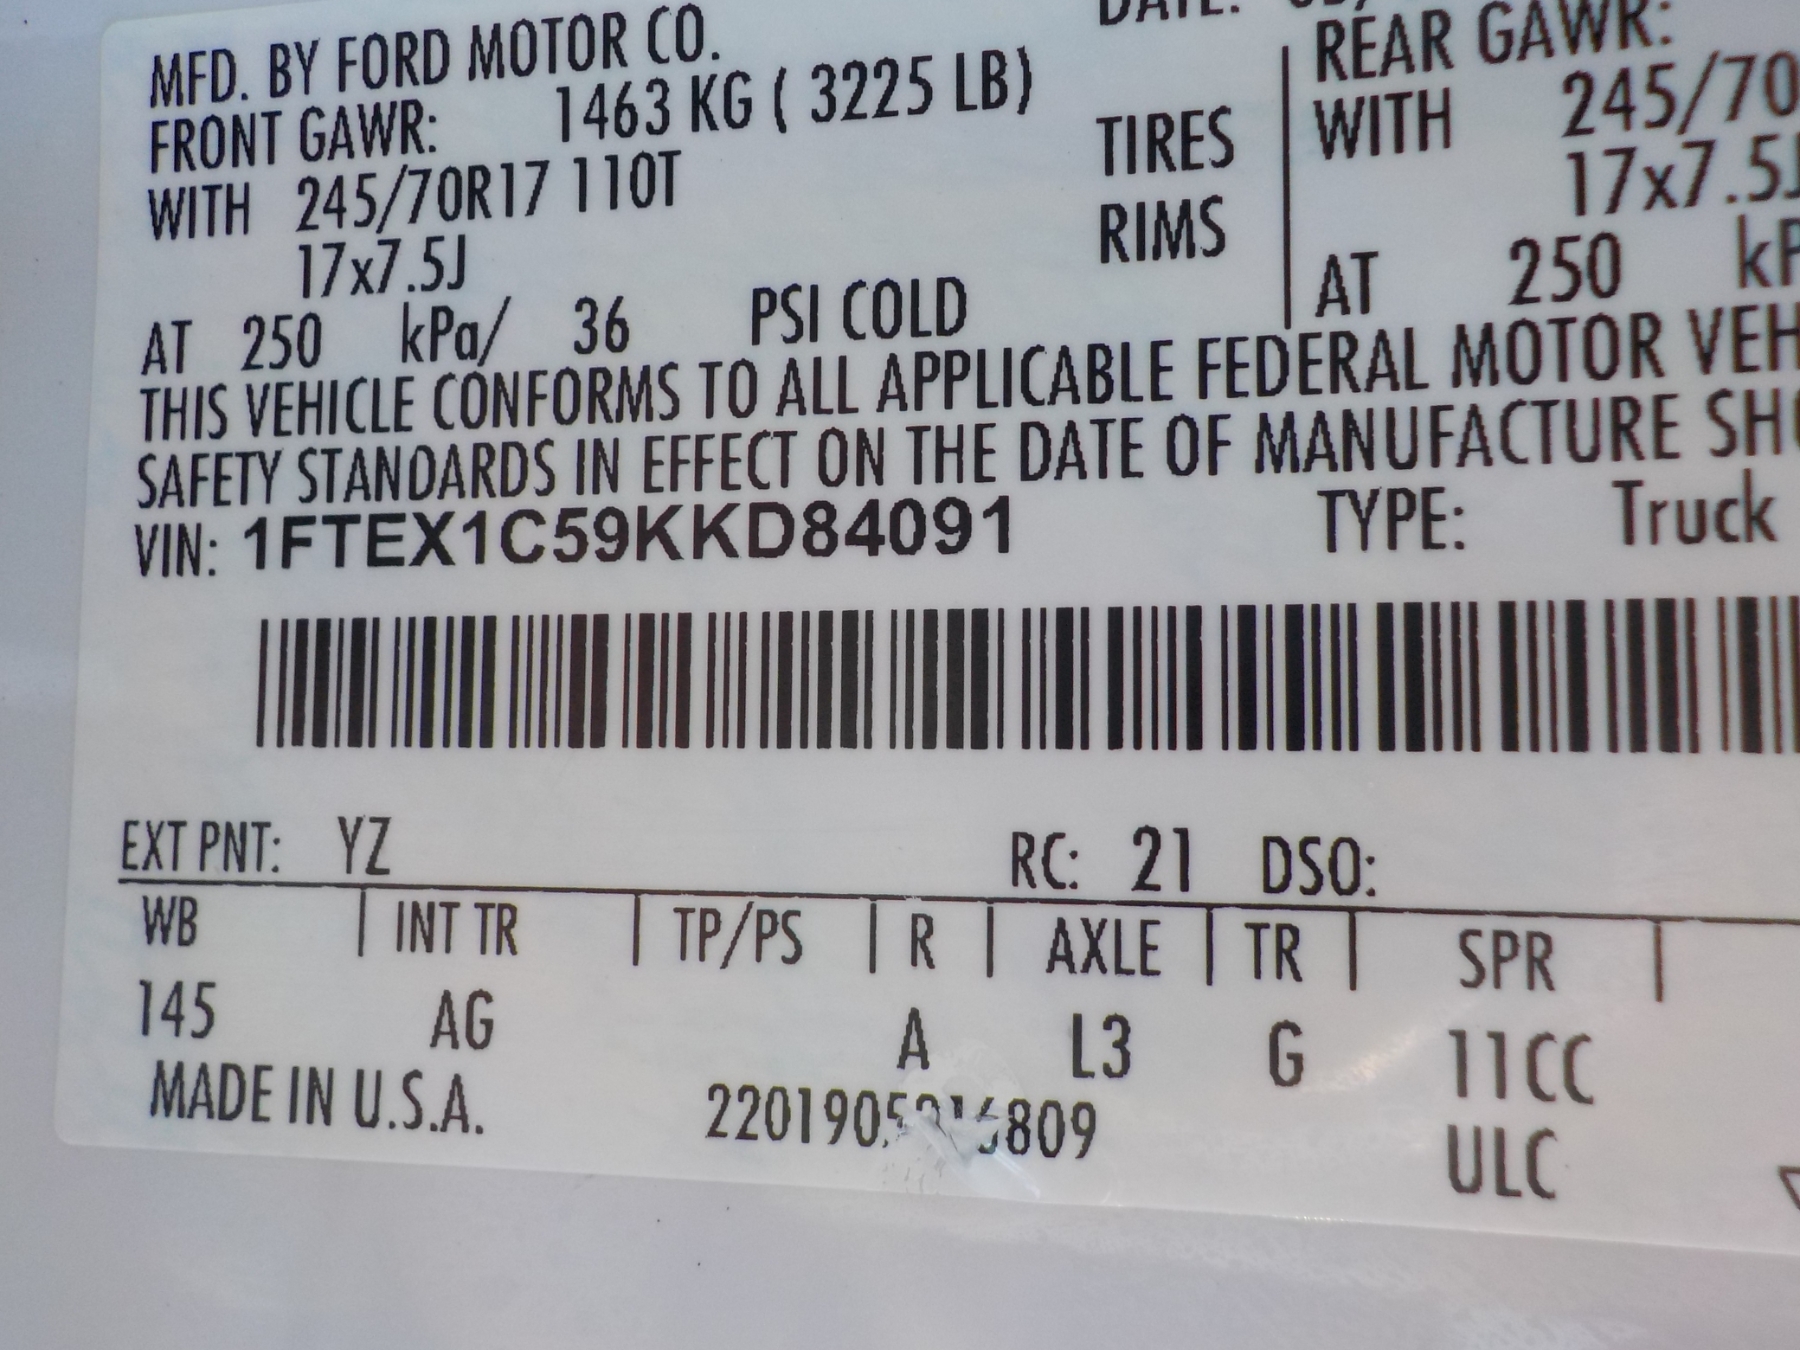 MFD. BY FORD MOTOR CO.
FRONT GAWR: 1463 KG ( 3225 LB)
WITH 245/70R17 110T TIRES
17x7.5J RIMS
AT 250 kPa/ 36 PSI COLD
DATE:
REAR GAWR:
WITH 245/70
17x7.5J
AT 250 kP
THIS VEHICLE CONFORMS TO ALL APPLICABLE FEDERAL MOTOR VEH
SAFETY STANDARDS IN EFFECT ON THE DATE OF MANUFACTURE SHO
VIN: 1FTEX1C59KKD84091 TYPE: Truck
EXT PNT: YZ RC: 21 DSO:
WB | INT TR | TP/PS | R | AXLE | TR | SPR |
145 AG A L3 G 11CC
MADE IN U.S.A. ULC